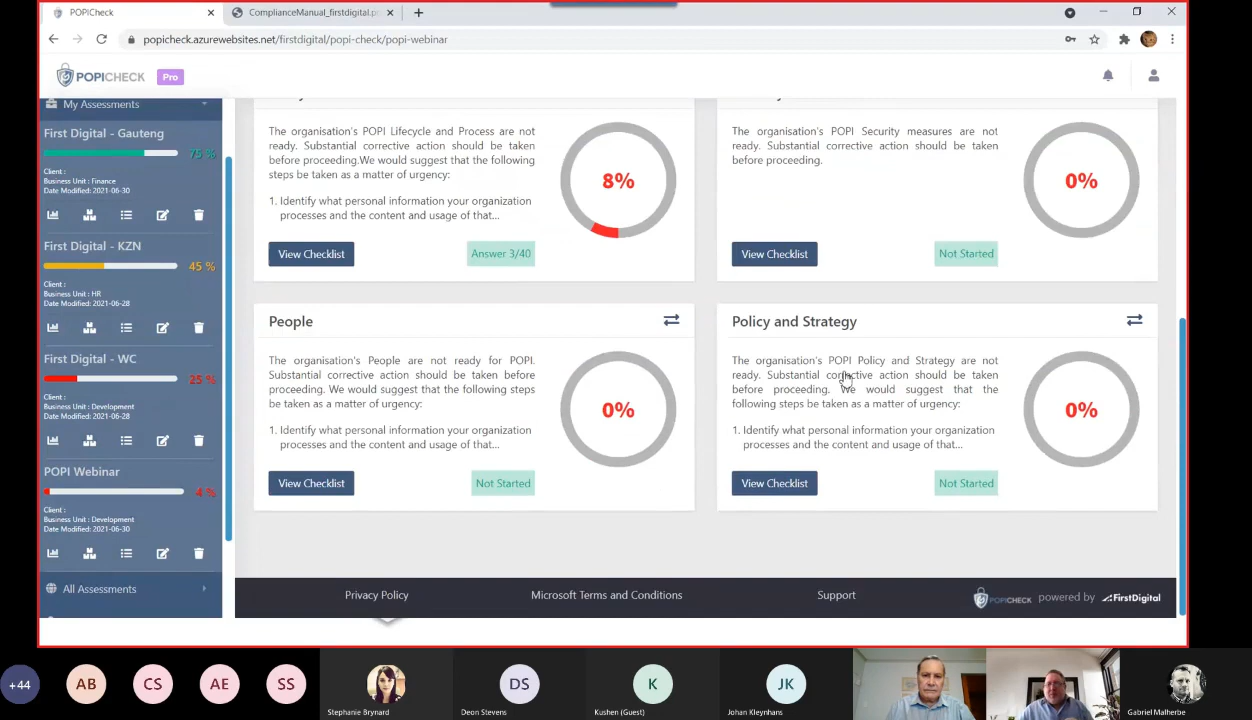 POPICheck
ComplianceManual_firstdigital.p
popicheck.azurewebsites.net/firstdigital/popi-check/popi-webinar
POPICHECK Pro
My Assessments
First Digital - Gauteng
75 %
Client :
Business Unit : Finance
Date Modified: 2021-06-30
First Digital - KZN
45 %
Client :
Business Unit : HR
Date Modified: 2021-06-28
First Digital - WC
25 %
Client :
Business Unit : Development
Date Modified: 2021-06-28
POPI Webinar
4 %
Client :
Business Unit : Development
Date Modified: 2021-06-30
All Assessments
The organisation's POPI Lifecycle and Process are not
ready. Substantial corrective action should be taken
before proceeding.We would suggest that the following
steps be taken as a matter of urgency:
1. Identify what personal information your organization
processes and the content and usage of that...
8%
View Checklist
Answer 3/40
The organisation's POPI Security measures are not
ready. Substantial corrective action should be taken
before proceeding.
0%
View Checklist
Not Started
People
The organisation's People are not ready for POPI.
Substantial corrective action should be taken before
proceeding. We would suggest that the following steps
be taken as a matter of urgency:
1. Identify what personal information your organization
processes and the content and usage of that...
0%
View Checklist
Not Started
Policy and Strategy
The organisation's POPI Policy and Strategy are not
ready. Substantial corrective action should be taken
before proceeding. We would suggest that the
following steps be taken as a matter of urgency:
1. Identify what personal information your organization
processes and the content and usage of that...
0%
View Checklist
Not Started
Privacy Policy
Microsoft Terms and Conditions
Support
POPICHECK powered by FirstDigital
+44
AB
CS
AE
SS
Stephanie Brynard
DS
Deon Stevens
K
Kushen (Guest)
JK
Johan Kleynhans
Gabriel Malherbe